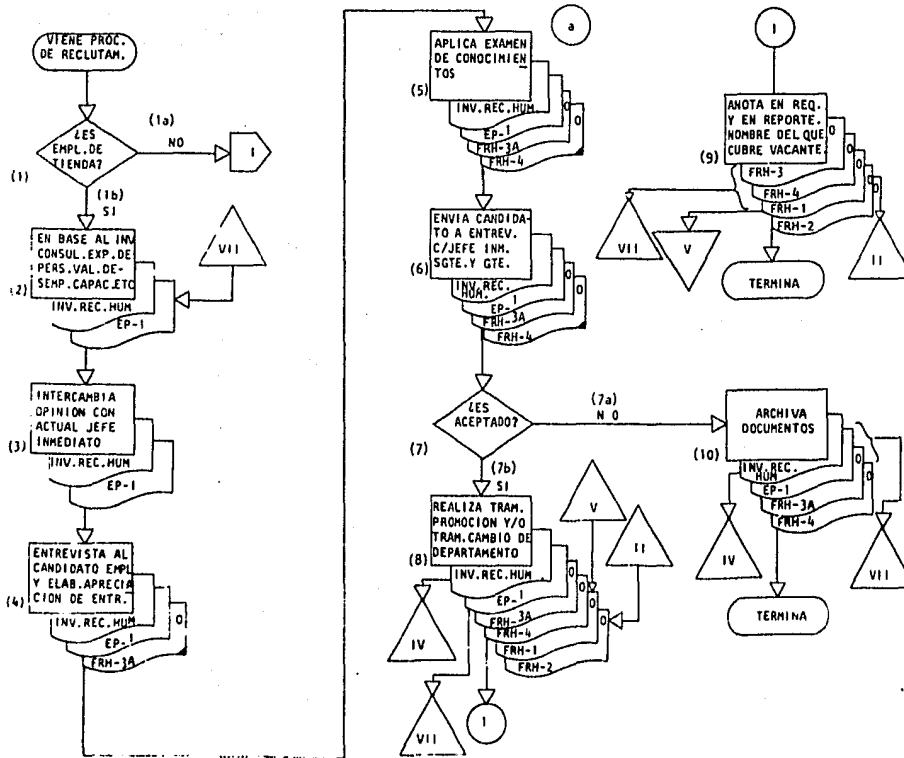 VIENE PROC.
DE RECLUTAM.
(1)
¿ES
EMPL.DE
TIENDA?
(1a)
NO
I
(1b)
SI
(2)
EN BASE AL INV
CONSUL.EXP.DE
PERS.VAL.DE-
SEMP.CAPAC.ETC
INV.REC.HUM
EP-1
VII
(3)
INTERCAMBIA
OPINION CON
ACTUAL JEFE
INMEDIATO
INV.REC.HUM
EP-1
(4)
ENTREVISTA AL
CANDIDATO EMPL
Y ELAB.APRECIA
CION DE ENTR.
INV.REC.HUM
EP-1
FRH-3A
O
a
(5)
APLICA EXAMEN
DE CONOCIMIEN
TOS
INV.REC.HUM.
EP-1
FRH-3A
FRH-4
O
O
(6)
ENVIA CANDIDA-
TO A ENTREV.
C/JEFE INM.
SGTE.Y GTE.
INV.REC.
HUM.
EP-1
FRH-3A
FRH-4
O
O
(7)
¿ES
ACEPTADO?
(7a)
NO
(7b)
SI
(8)
REALIZA TRAM.
PROMOCION Y/O
TRAM.CAMBIO DE
DEPARTAMENTO
INV.REC.HUM
EP-1
FRH-3A
FRH-4
FRH-1
FRH-2
O
O
O
V
II
IV
VII
I
I
(9)
ANOTA EN REQ.
Y EN REPORTE.
NOMBRE DEL QUE
CUBRE VACANTE.
FRH-3
FRH-4
FRH-1
FRH-2
O
O
O
VII
V
II
TERMINA
(10)
ARCHIVA
DOCUMENTOS
INV.REC.
HUM
EP-1
FRH-3A
FRH-4
O
O
IV
VII
TERMINA